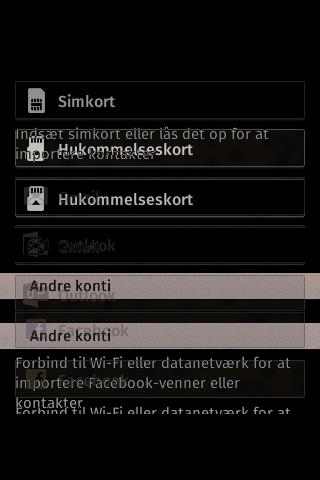 Simkort
Indsæt simkort eller lås det op for at
importere kontakter
Hukommelseskort
Gmail
Hukommelseskort
Outlook
Gmail
Andre konti
Outlook
Facebook
Andre konti
Forbind til Wi-Fi eller datanetværk for at
importere Facebook-venner eller
Facebook
kontakter
Forbind til Wi-Fi eller datanetværk for at